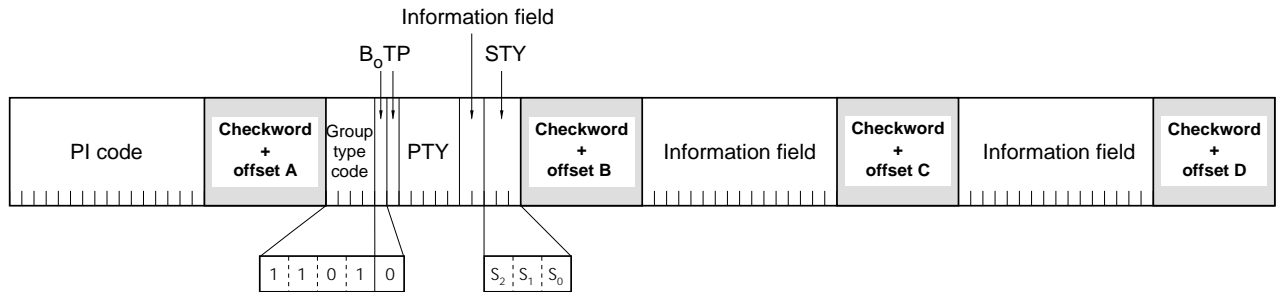 Information field
BoTP STY
PI code
Checkword
+
offset A
Group
type
code
PTY
Checkword
+
offset B
Information field
Checkword
+
offset C
Information field
Checkword
+
offset D
1 1 0 1 0
S2 S1 S0